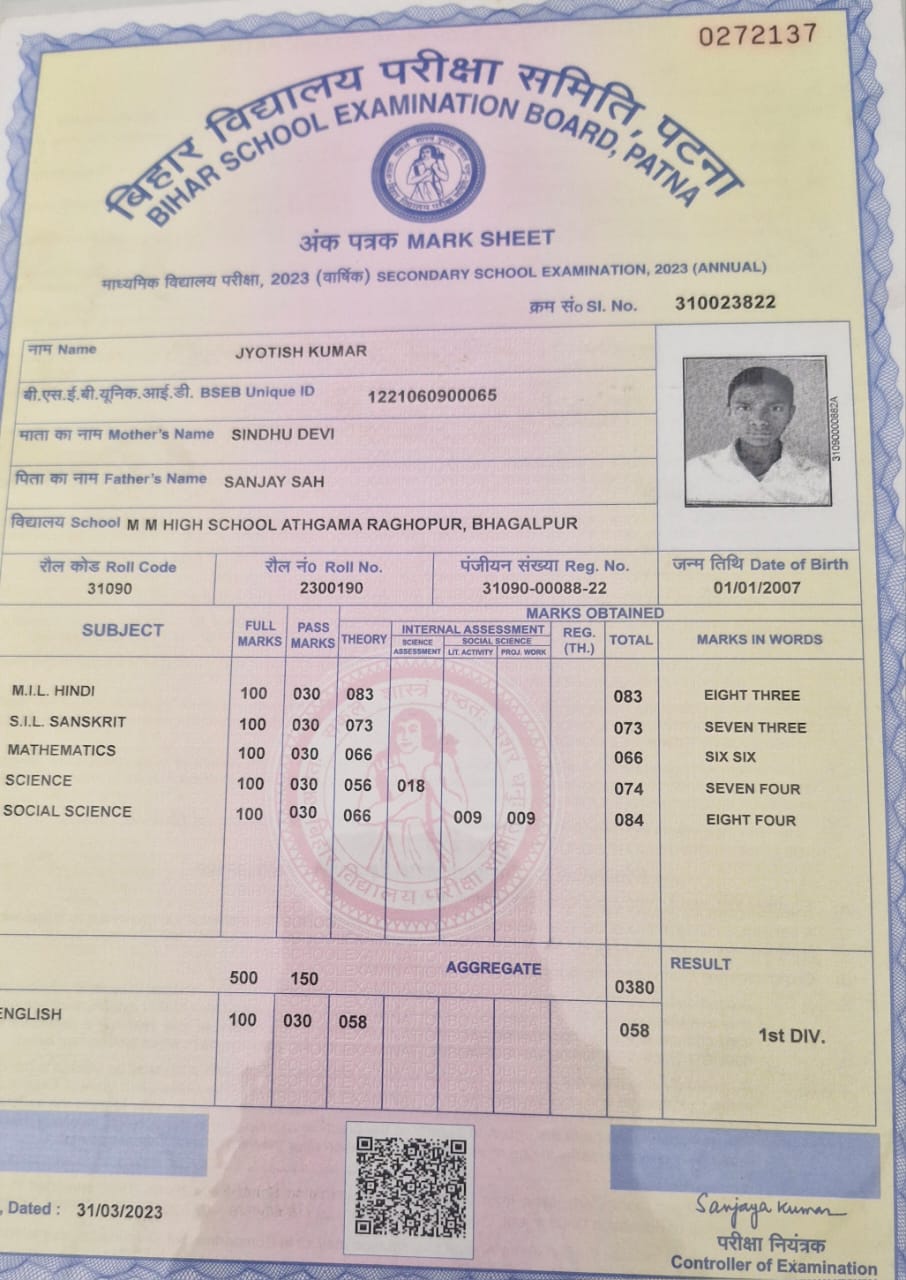 0272137
बिहार विद्यालय परीक्षा समिति, पटना
BIHAR SCHOOL EXAMINATION BOARD, PATNA
अंक पत्रक MARK SHEET
माध्यमिक विद्यालय परीक्षा, 2023 (वार्षिक) SECONDARY SCHOOL EXAMINATION, 2023 (ANNUAL)
क्रम सं० Sl. No. 310023822
नाम Name JYOTISH KUMAR
बी.एस.ई.बी.यूनिक.आई.डी. BSEB Unique ID 1221060900065
माता का नाम Mother's Name SINDHU DEVI
पिता का नाम Father's Name SANJAY SAH
विद्यालय School M M HIGH SCHOOL ATHGAMA RAGHOPUR, BHAGALPUR
31090000882A
रौल कोड Roll Code रौल नं० Roll No. पंजीयन संख्या Reg. No. जन्म तिथि Date of Birth
31090 2300190 31090-00088-22 01/01/2007
MARKS OBTAINED
SUBJECT FULL MARKS PASS MARKS THEORY INTERNAL ASSESSMENT REG. (TH.) TOTAL MARKS IN WORDS
SCIENCE ASSESSMENT SOCIAL SCIENCE
LIT. ACTIVITY PROJ. WORK
M.I.L. HINDI 100 030 083 083 EIGHT THREE
S.I.L. SANSKRIT 100 030 073 073 SEVEN THREE
MATHEMATICS 100 030 066 066 SIX SIX
SCIENCE 100 030 056 018 074 SEVEN FOUR
SOCIAL SCIENCE 100 030 066 009 009 084 EIGHT FOUR
500 150 AGGREGATE 0380 RESULT
ENGLISH 100 030 058 058 1st DIV.
, Dated : 31/03/2023
Sanjaya Kumar
परीक्षा नियंत्रक
Controller of Examination